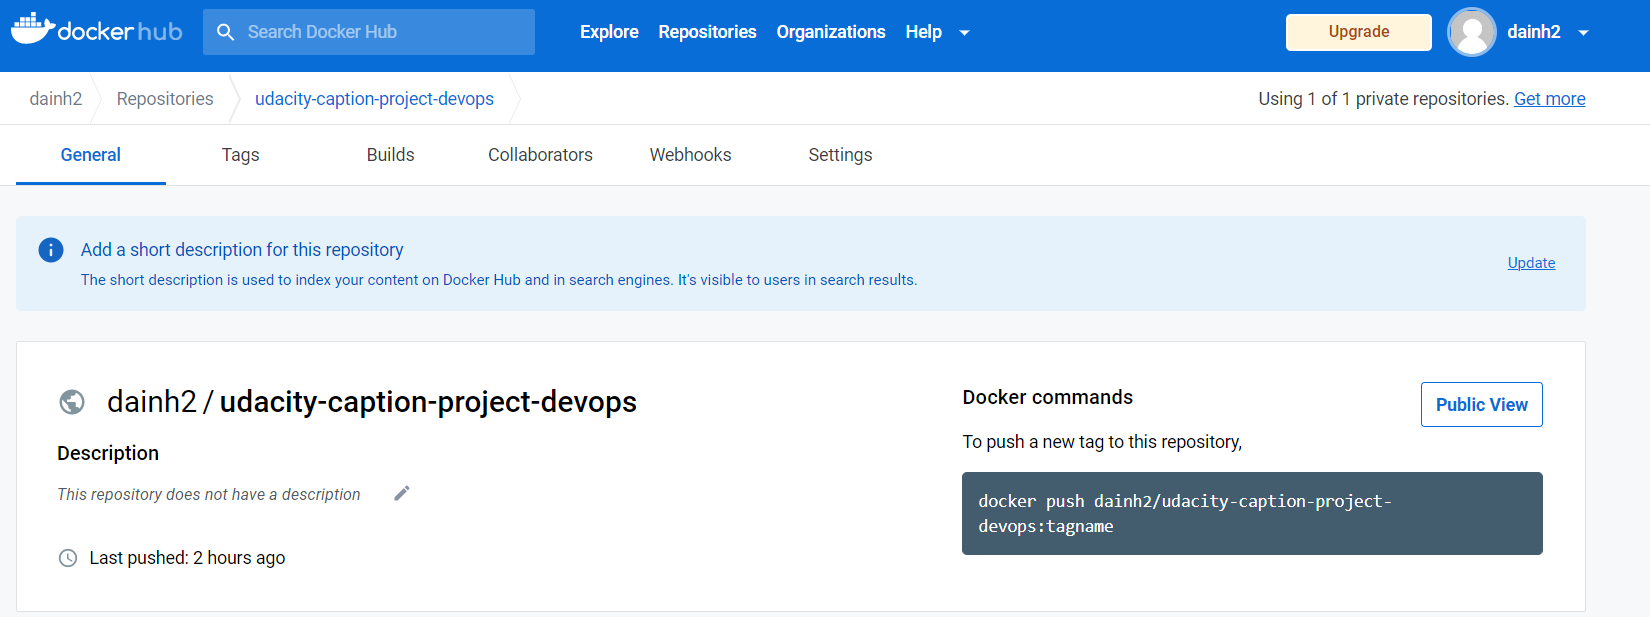 docker hub
Search Docker Hub
Explore Repositories Organizations Help
Upgrade
dainh2
dainh2 Repositories udacity-caption-project-devops
Using 1 of 1 private repositories. Get more
General Tags Builds Collaborators Webhooks Settings
Add a short description for this repository
The short description is used to index your content on Docker Hub and in search engines. It's visible to users in search results.
Update
dainh2 / udacity-caption-project-devops
Description
This repository does not have a description
Last pushed: 2 hours ago
Docker commands
Public View
To push a new tag to this repository,
docker push dainh2/udacity-caption-project-
devops:tagname